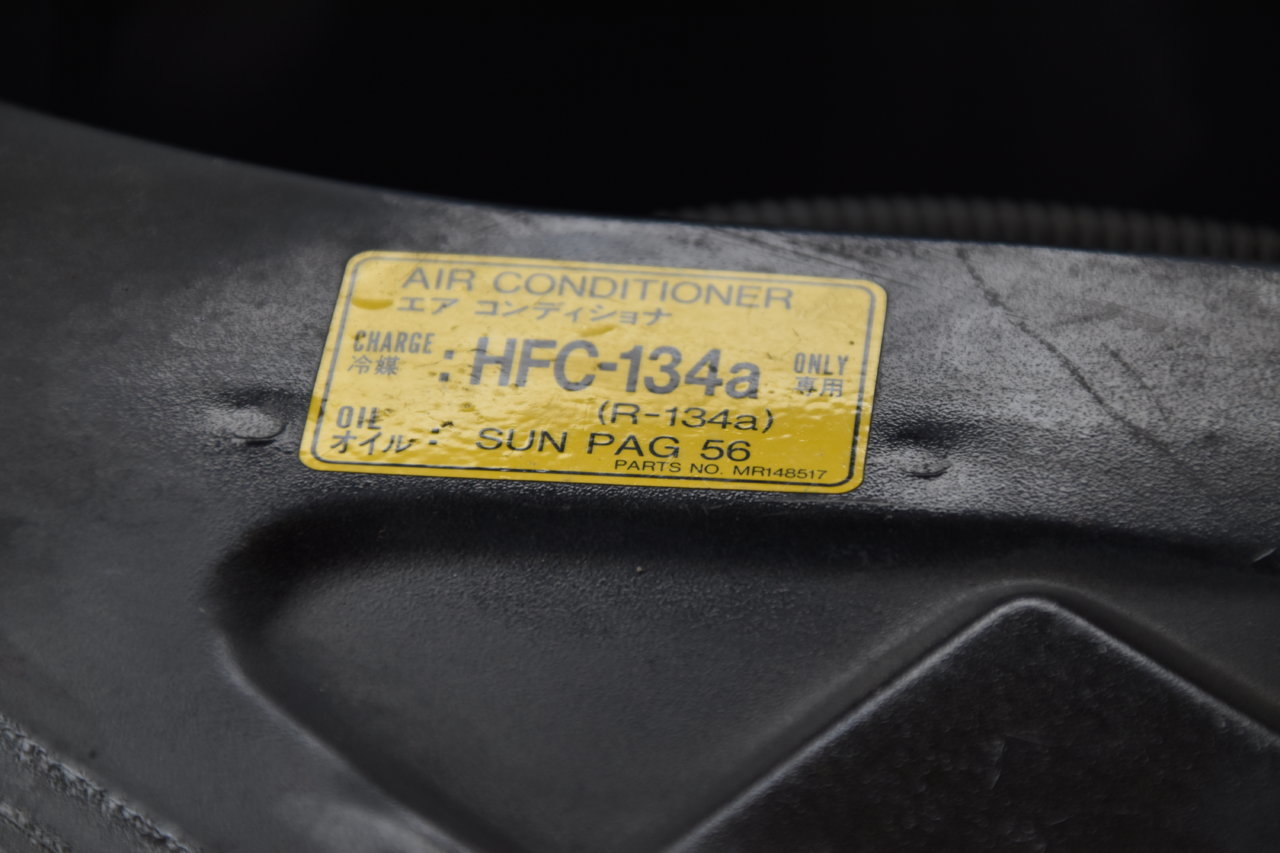 AIR CONDITIONER
エア コンディショナ
CHARGE : HFC-134a ONLY
冷媒 専用
(R-134a)
OIL : SUN PAG 56
オイル
PARTS NO. MR148517